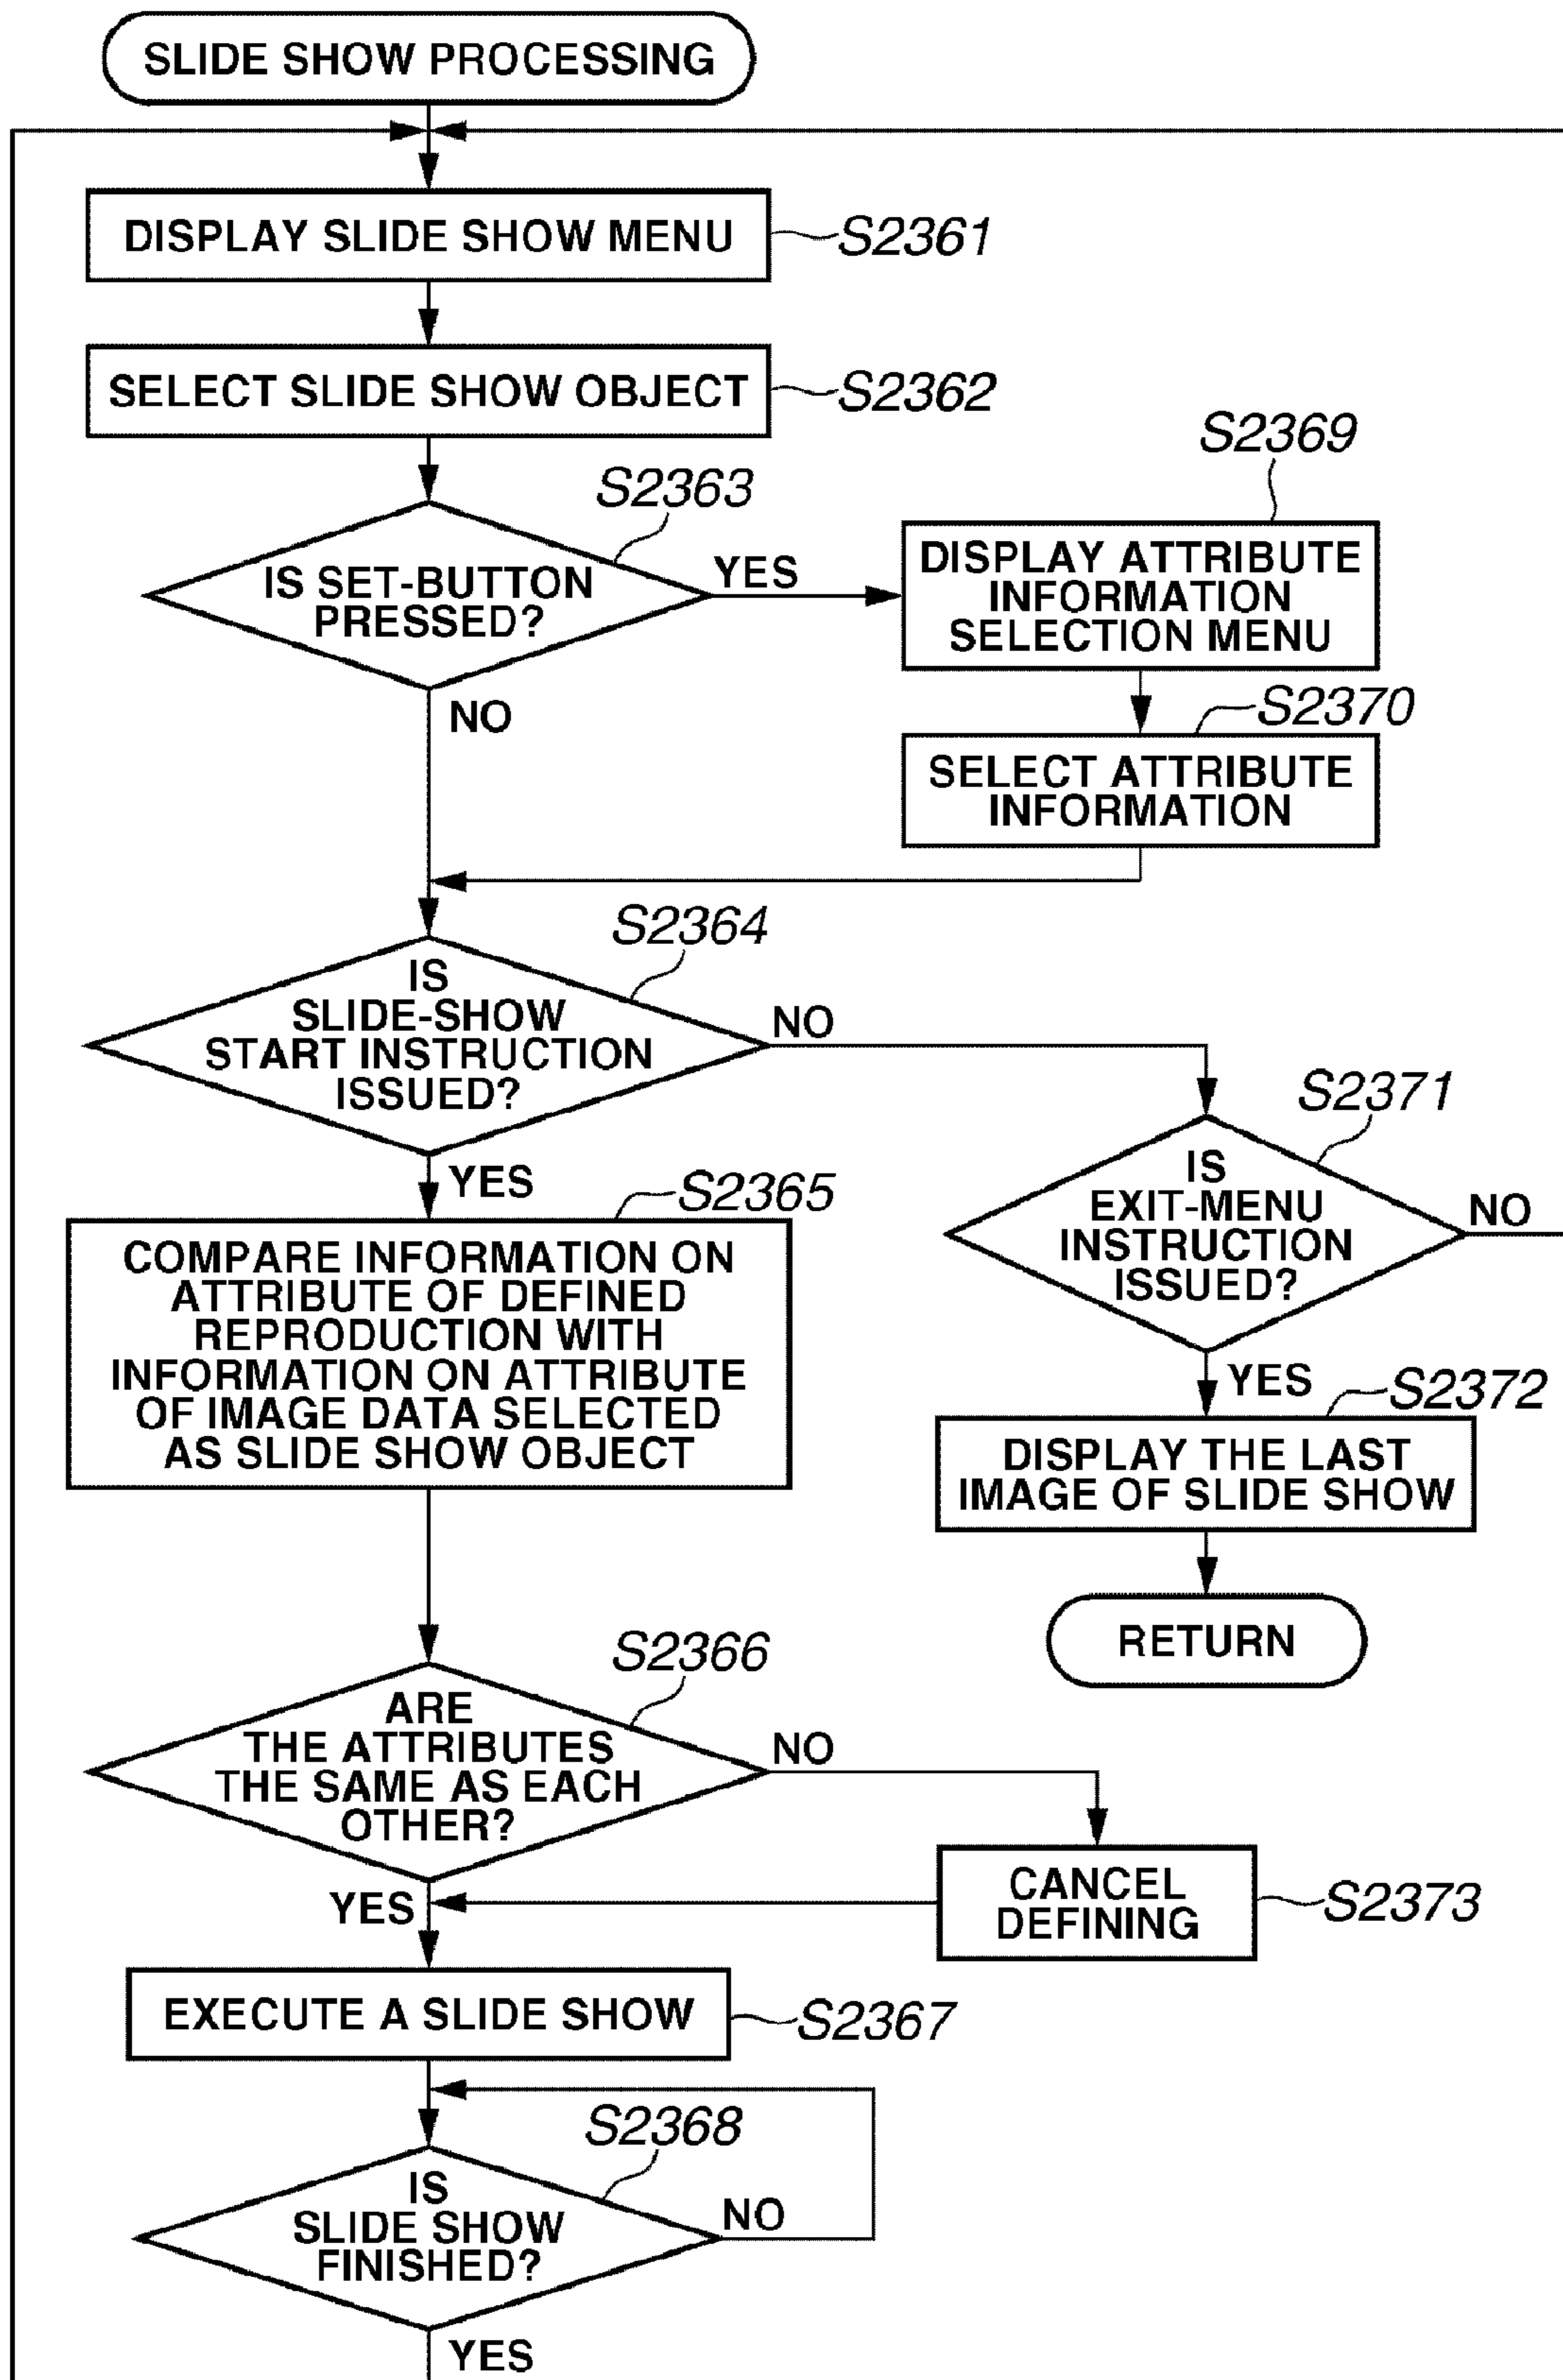 SLIDE SHOW PROCESSING
DISPLAY SLIDE SHOW MENU
S2361
SELECT SLIDE SHOW OBJECT
S2362
S2363
IS SET-BUTTON
PRESSED?
YES
NO
S2369
DISPLAY ATTRIBUTE
INFORMATION
SELECTION MENU
S2370
SELECT ATTRIBUTE
INFORMATION
S2364
IS
SLIDE-SHOW
START INSTRUCTION
ISSUED?
NO
YES
S2371
IS
EXIT-MENU
INSTRUCTION
ISSUED?
NO
YES
S2365
COMPARE INFORMATION ON
ATTRIBUTE OF DEFINED
REPRODUCTION WITH
INFORMATION ON ATTRIBUTE
OF IMAGE DATA SELECTED
AS SLIDE SHOW OBJECT
S2372
DISPLAY THE LAST
IMAGE OF SLIDE SHOW
RETURN
S2366
ARE
THE ATTRIBUTES
THE SAME AS EACH
OTHER?
NO
YES
CANCEL
DEFINING
S2373
EXECUTE A SLIDE SHOW
S2367
S2368
IS
SLIDE SHOW
FINISHED?
NO
YES